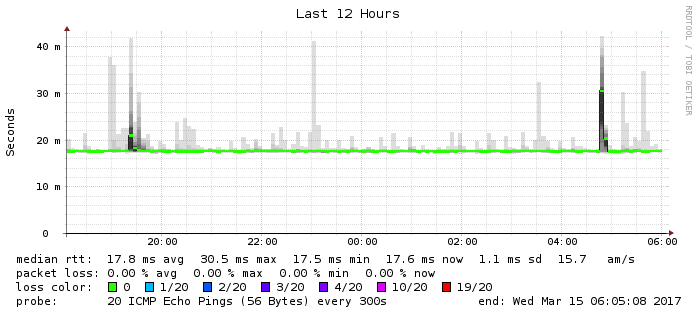 Last 12 Hours
RRDTOOL / TOBI OETIKER
Seconds
40 m
30 m
20 m
10 m
0
20:00 22:00 00:00 02:00 04:00 06:00
median rtt: 17.8 ms avg 30.5 ms max 17.5 ms min 17.6 ms now 1.1 ms sd 15.7 am/s
packet loss: 0.00 % avg 0.00 % max 0.00 % min 0.00 % now
loss color: 0 1/20 2/20 3/20 4/20 10/20 19/20
probe: 20 ICMP Echo Pings (56 Bytes) every 300s end: Wed Mar 15 06:05:08 2017